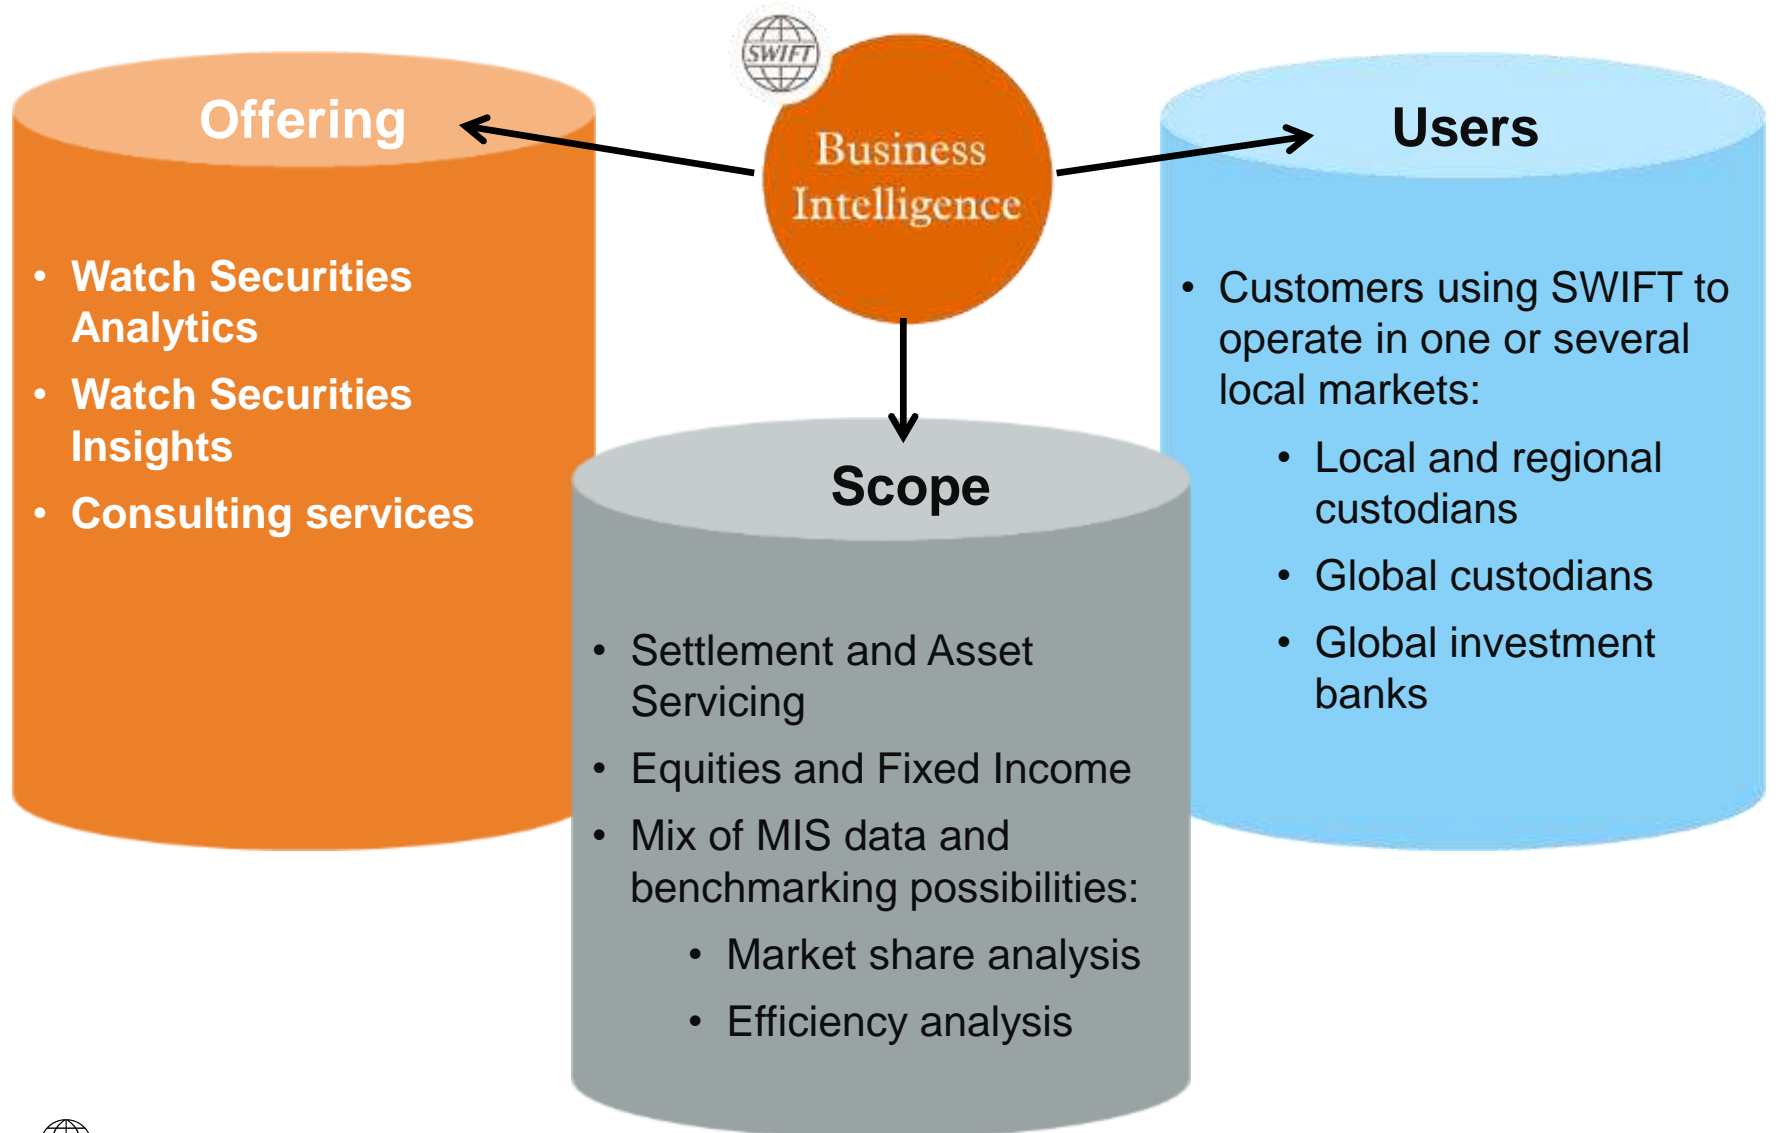 SWIFT
Business
Intelligence
Offering
• Watch Securities
Analytics
• Watch Securities
Insights
• Consulting services
Scope
• Settlement and Asset
Servicing
• Equities and Fixed Income
• Mix of MIS data and
benchmarking possibilities:
• Market share analysis
• Efficiency analysis
Users
• Customers using SWIFT to
operate in one or several
local markets:
• Local and regional
custodians
• Global custodians
• Global investment
banks